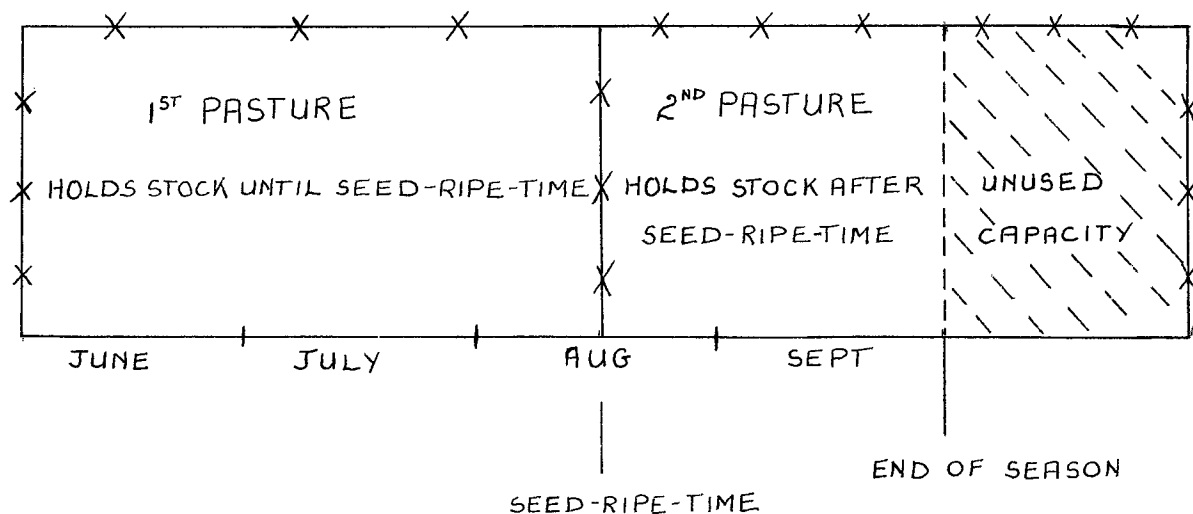 1ST PASTURE
HOLDS STOCK UNTIL SEED-RIPE-TIME
2ND PASTURE
HOLDS STOCK AFTER
SEED-RIPE-TIME
UNUSED
CAPACITY
JUNE
JULY
AUG
SEPT
SEED-RIPE-TIME
END OF SEASON